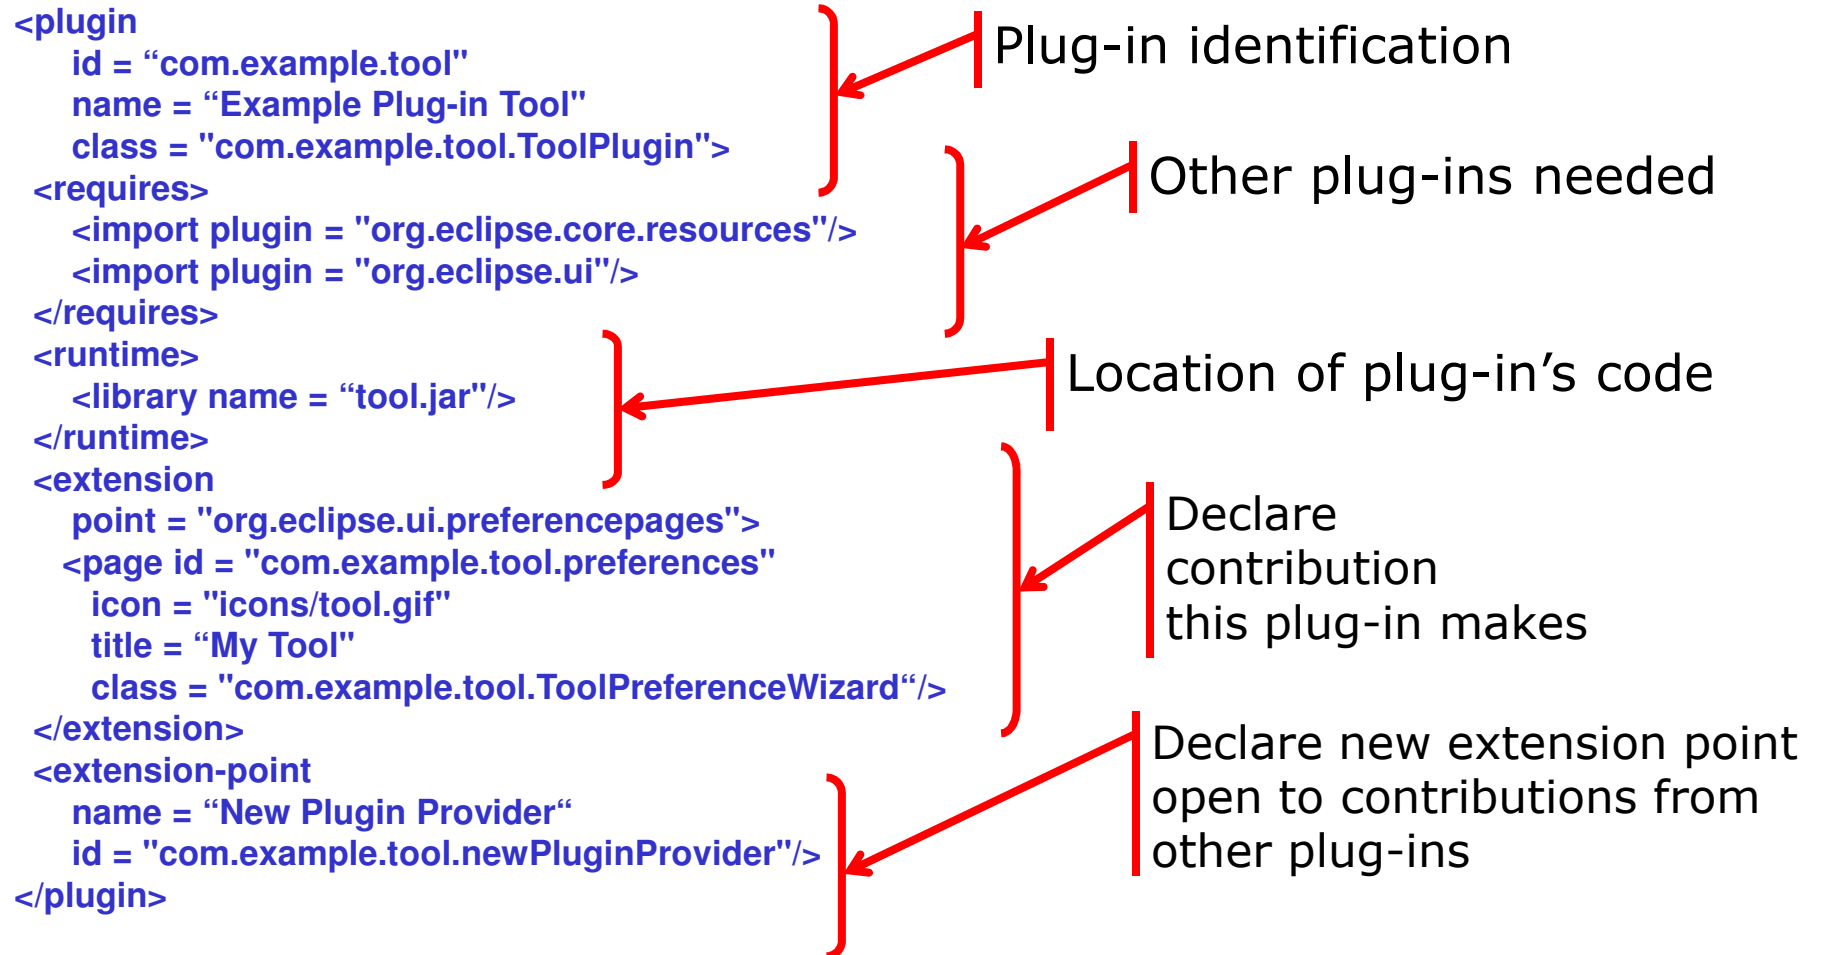 <plugin
id = “com.example.tool"
name = “Example Plug-in Tool"
class = "com.example.tool.ToolPlugin">
<requires>
<import plugin = "org.eclipse.core.resources"/>
<import plugin = "org.eclipse.ui"/>
</requires>
<runtime>
<library name = “tool.jar"/>
</runtime>
<extension
point = "org.eclipse.ui.preferencepages">
<page id = "com.example.tool.preferences"
icon = "icons/tool.gif"
title = “My Tool"
class = "com.example.tool.ToolPreferenceWizard“/>
</extension>
<extension-point
name = “New Plugin Provider“
id = "com.example.tool.newPluginProvider"/>
</plugin>
Plug-in identification
Other plug-ins needed
Location of plug-in’s code
Declare
contribution
this plug-in makes
Declare new extension point
open to contributions from
other plug-ins